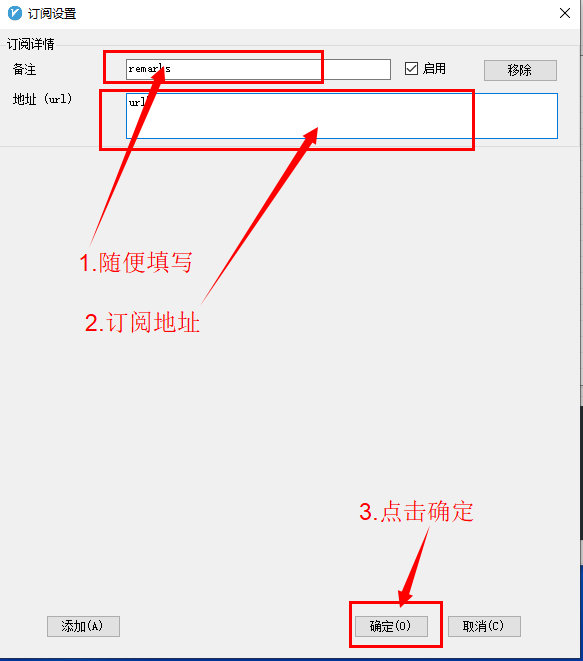 订阅设置
订阅详情
备注
remarks
启用
移除
地址（url）
url
1.随便填写
2.订阅地址
3.点击确定
添加(A)
确定(O)
取消(C)